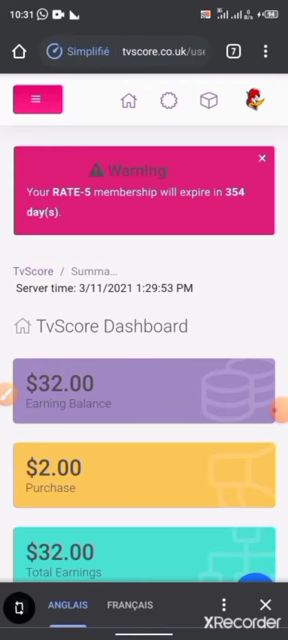 10:31
56
Simplifié tvscore.co.uk/use
7
Warning
×
Your RATE-5 membership will expire in 354
day(s).
TvScore / Summa...
Server time: 3/11/2021 1:29:53 PM
TvScore Dashboard
$32.00
Earning Balance
$2.00
Purchase
$32.00
Total Earnings
ANGLAIS FRANÇAIS
XRecorder